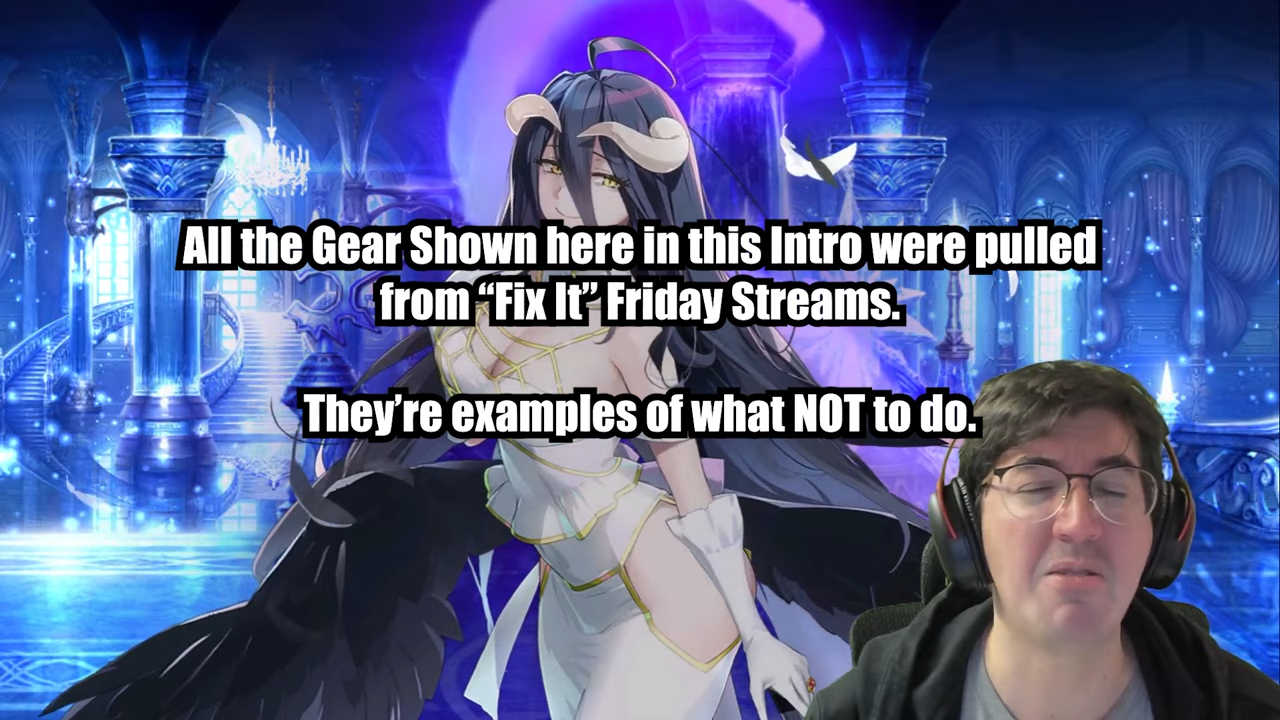 All the Gear Shown here in this Intro were pulled
from “Fix It” Friday Streams.
They’re examples of what NOT to do.